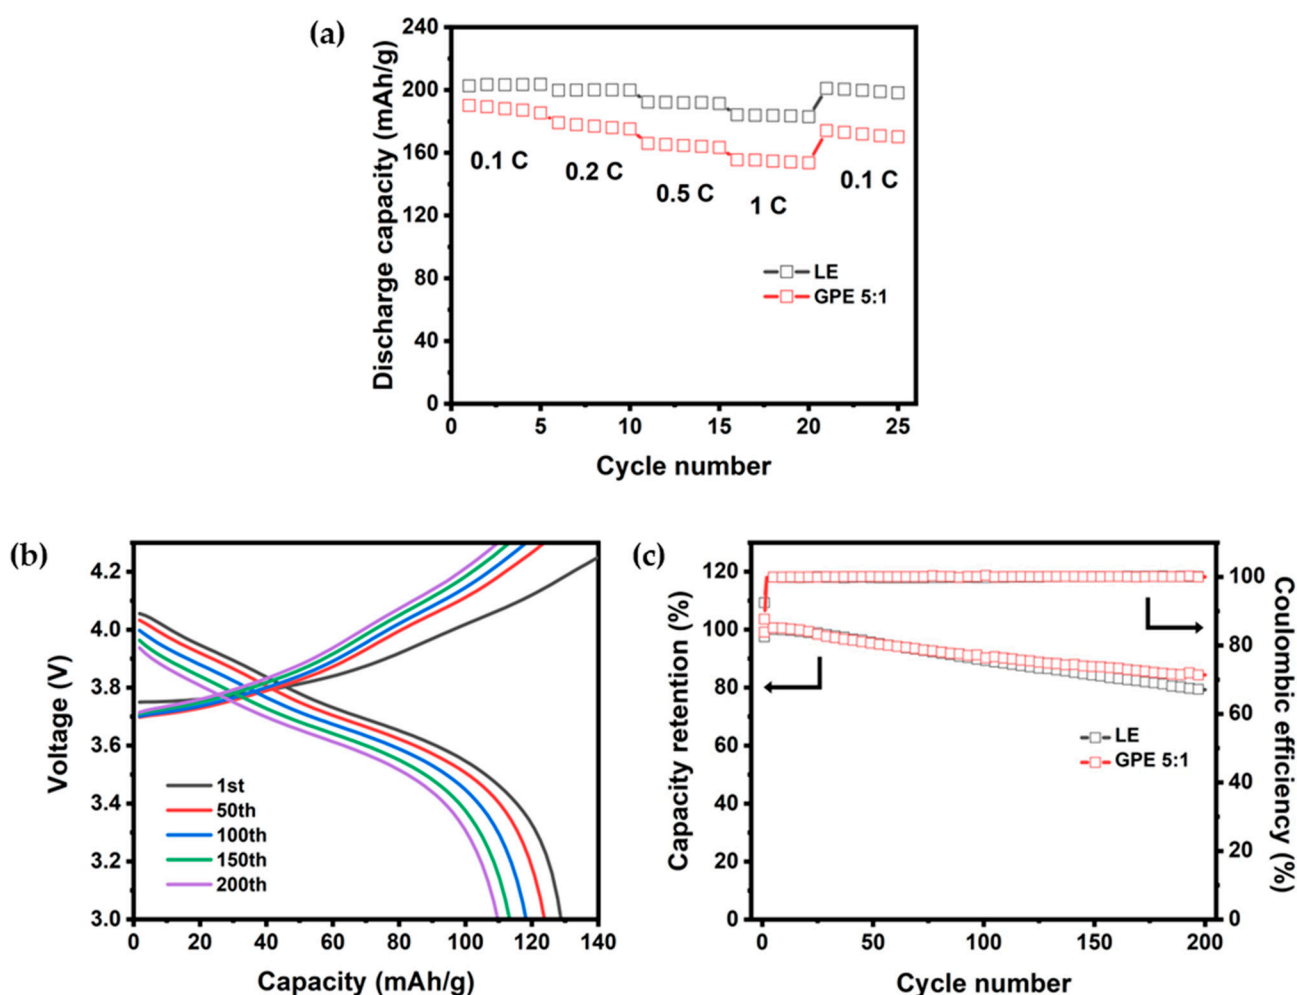 (a)
Discharge capacity (mAh/g)
240
200
160
120
80
40
0
0.1 C
0.2 C
0.5 C
1 C
0.1 C
LE
GPE 5:1
0 5 10 15 20 25
Cycle number
(b)
Voltage (V)
4.2
4.0
3.8
3.6
3.4
3.2
3.0
1st
50th
100th
150th
200th
0 20 40 60 80 100 120 140
Capacity (mAh/g)
(c)
Capacity retention (%)
120
100
80
60
40
20
0
LE
GPE 5:1
100
80
60
40
20
0
Coulombic efficiency (%)
0 50 100 150 200
Cycle number